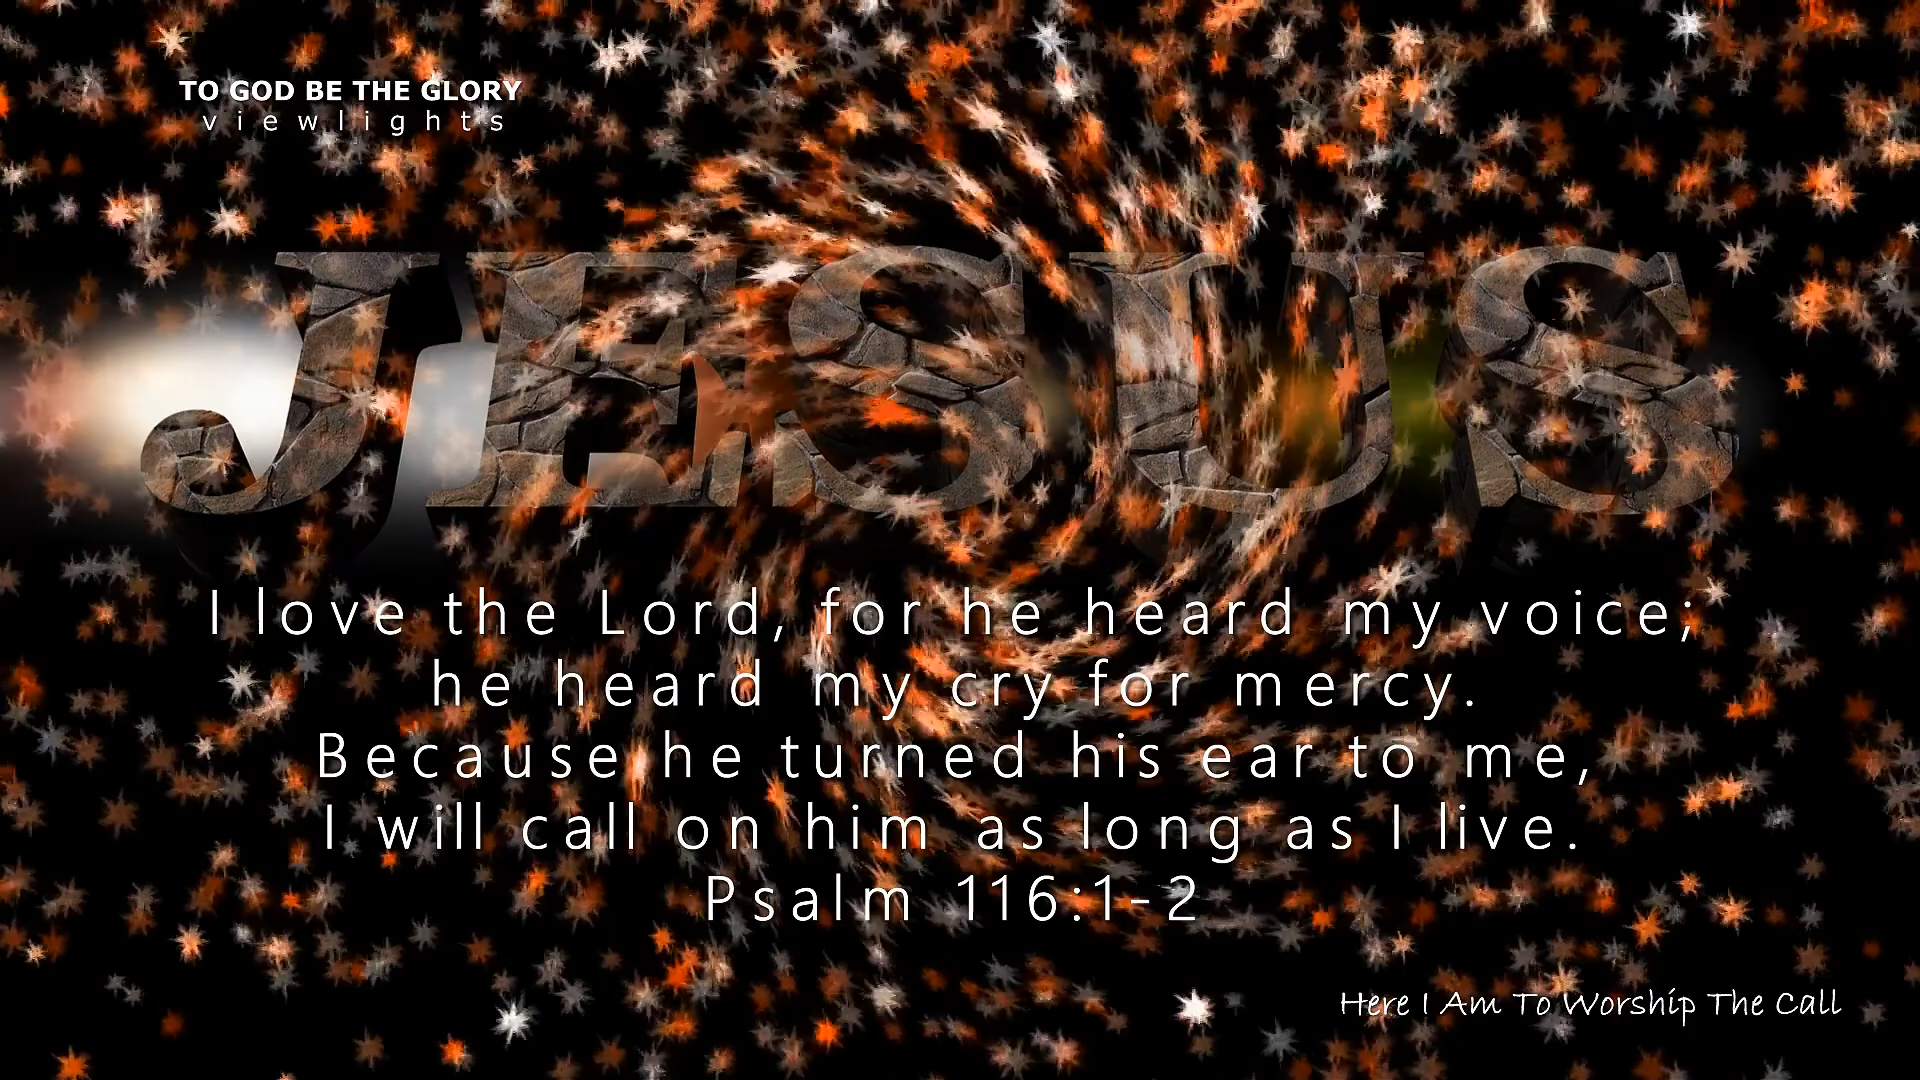 TO GOD BE THE GLORY
viewlights
JESUS
I love the Lord, for he heard my voice;
he heard my cry for mercy.
Because he turned his ear to me,
I will call on him as long as I live.
Psalm 116:1-2
Here I Am To Worship The Call